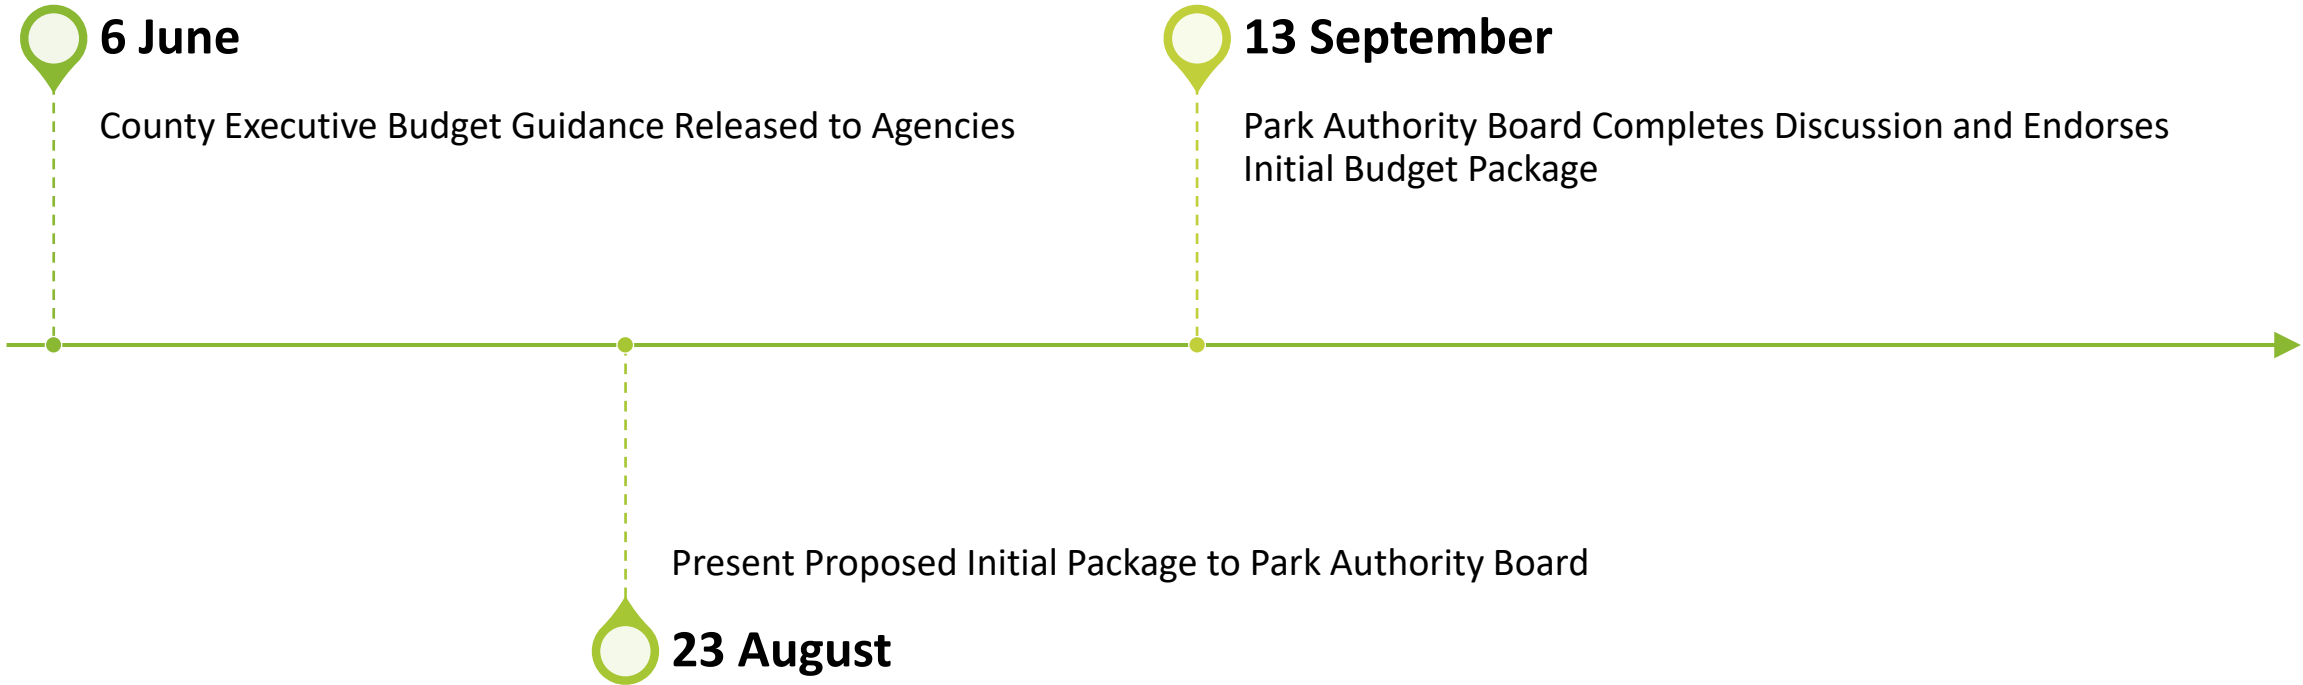 6 June
County Executive Budget Guidance Released to Agencies
13 September
Park Authority Board Completes Discussion and Endorses
Initial Budget Package
Present Proposed Initial Package to Park Authority Board
23 August